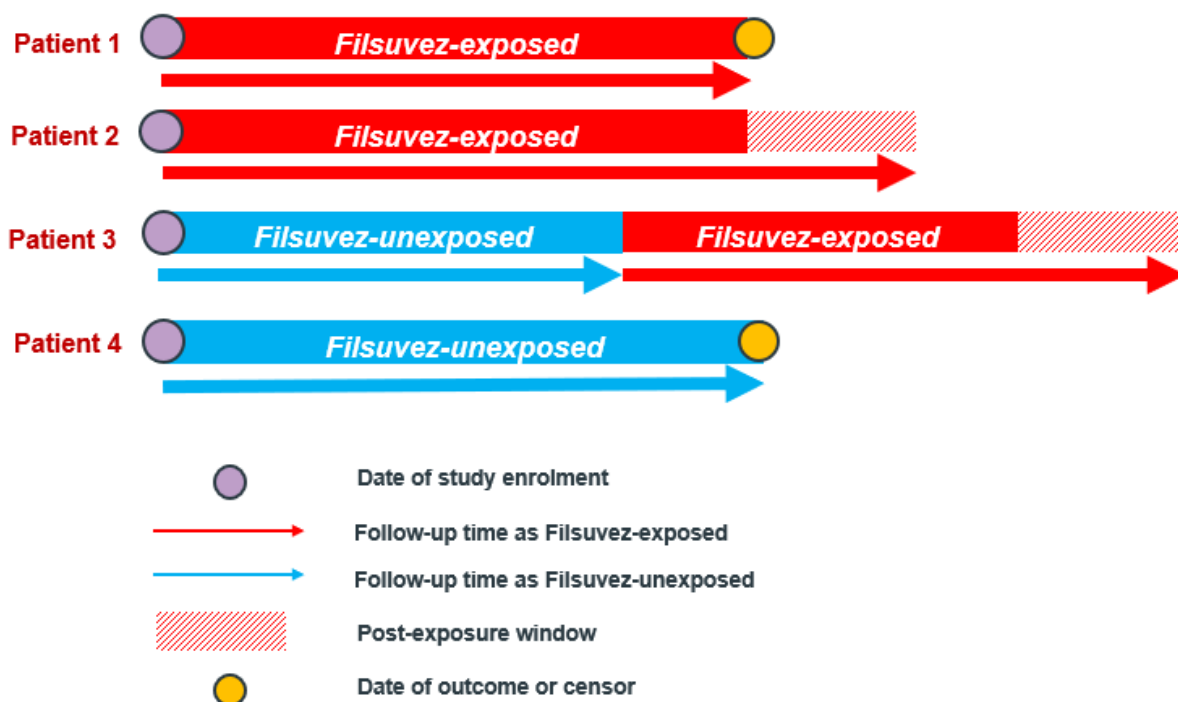 Patient 1 Filsuvez-exposed
Patient 2 Filsuvez-exposed
Patient 3 Filsuvez-unexposed Filsuvez-exposed
Patient 4 Filsuvez-unexposed
Date of study enrolment
Follow-up time as Filsuvez-exposed
Follow-up time as Filsuvez-unexposed
Post-exposure window
Date of outcome or censor